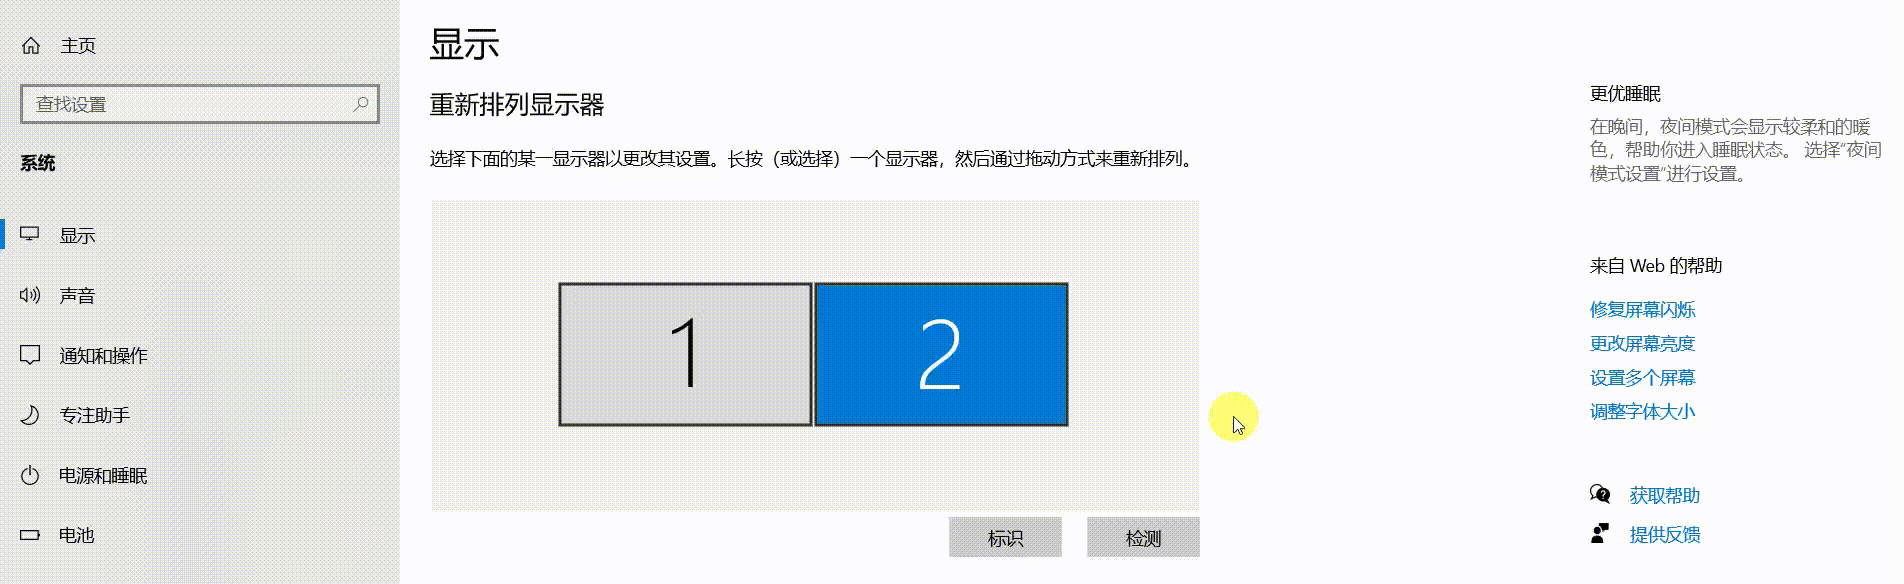 主页
查找设置
系统
显示
声音
通知和操作
专注助手
电源和睡眠
电池
显示
重新排列显示器
选择下面的某一显示器以更改其设置。长按（或选择）一个显示器，然后通过拖动方式来重新排列。
1
2
标识
检测
更优睡眠
在晚间，夜间模式会显示较柔和的暖
色，帮助你进入睡眠状态。 选择"夜间
模式设置"进行设置。
来自 Web 的帮助
修复屏幕闪烁
更改屏幕亮度
设置多个屏幕
调整字体大小
获取帮助
提供反馈